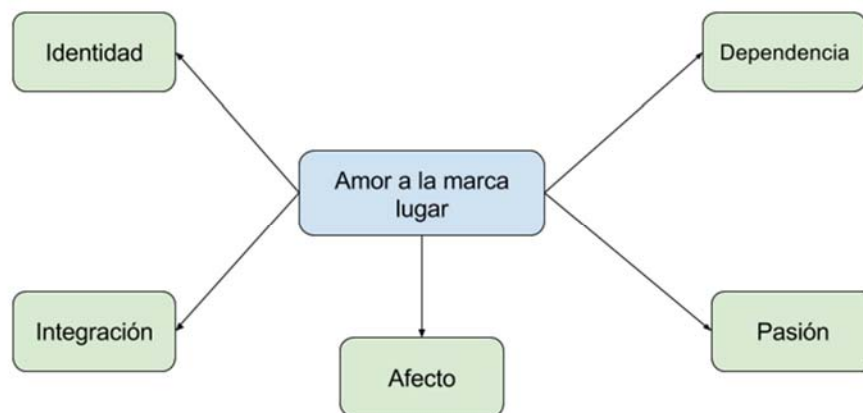 Identidad
Dependencia
Amor a la marca
lugar
Integración
Afecto
Pasión